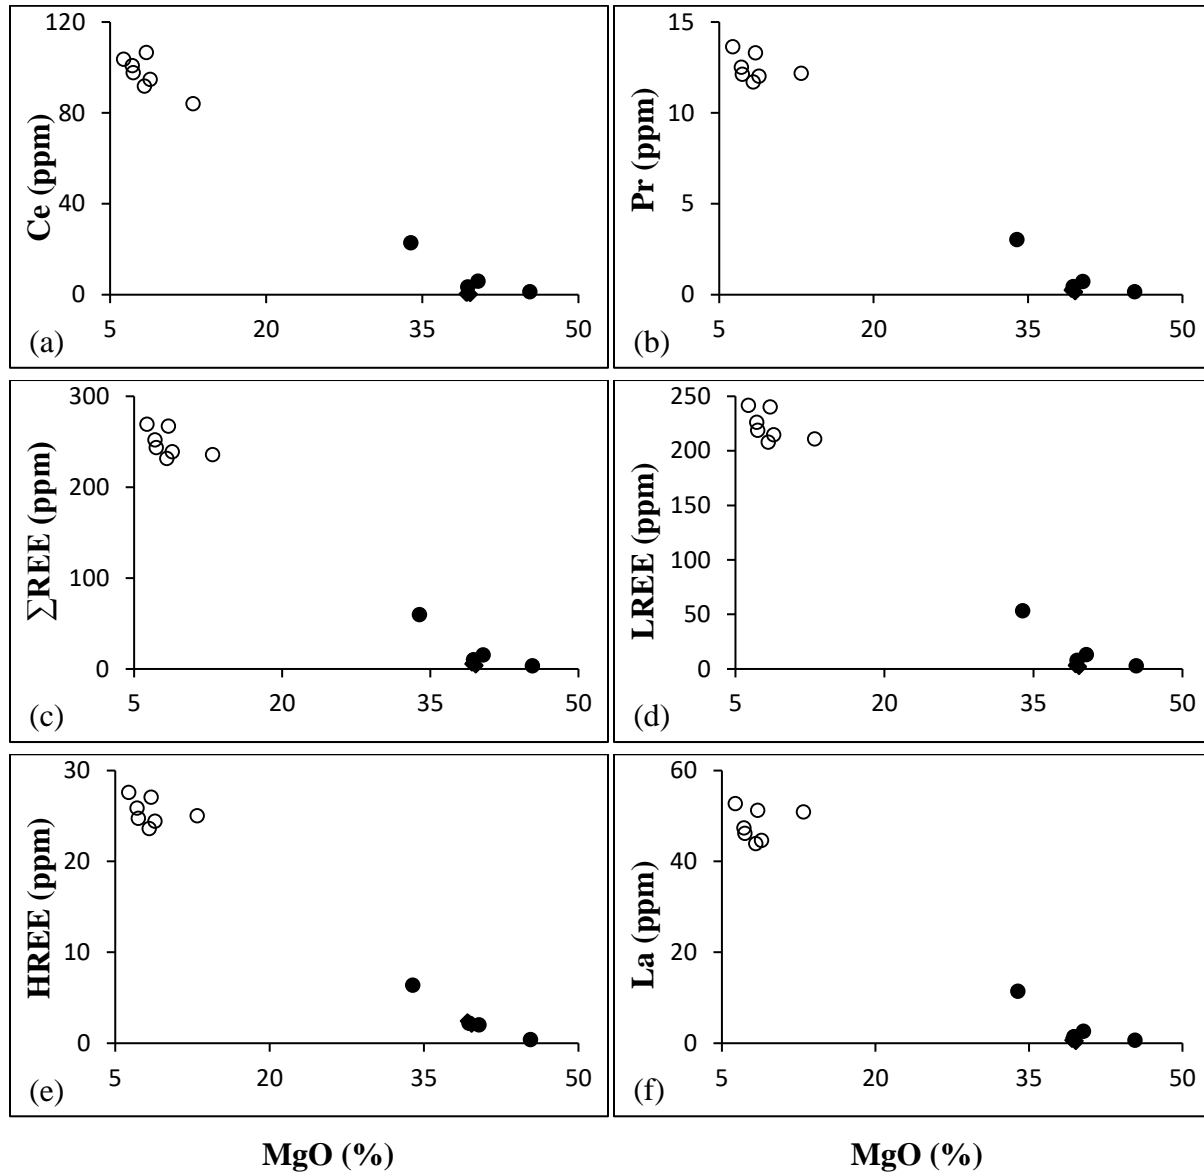 120
80
40
0
5 20 35 50
Ce (ppm)
(a)
15
10
5
0
5 20 35 50
Pr (ppm)
(b)
300
200
100
0
5 20 35 50
∑REE (ppm)
(c)
250
200
150
100
50
0
5 20 35 50
LREE (ppm)
(d)
30
20
10
0
5 20 35 50
HREE (ppm)
(e)
60
40
20
0
5 20 35 50
La (ppm)
(f)
MgO (%) MgO (%)